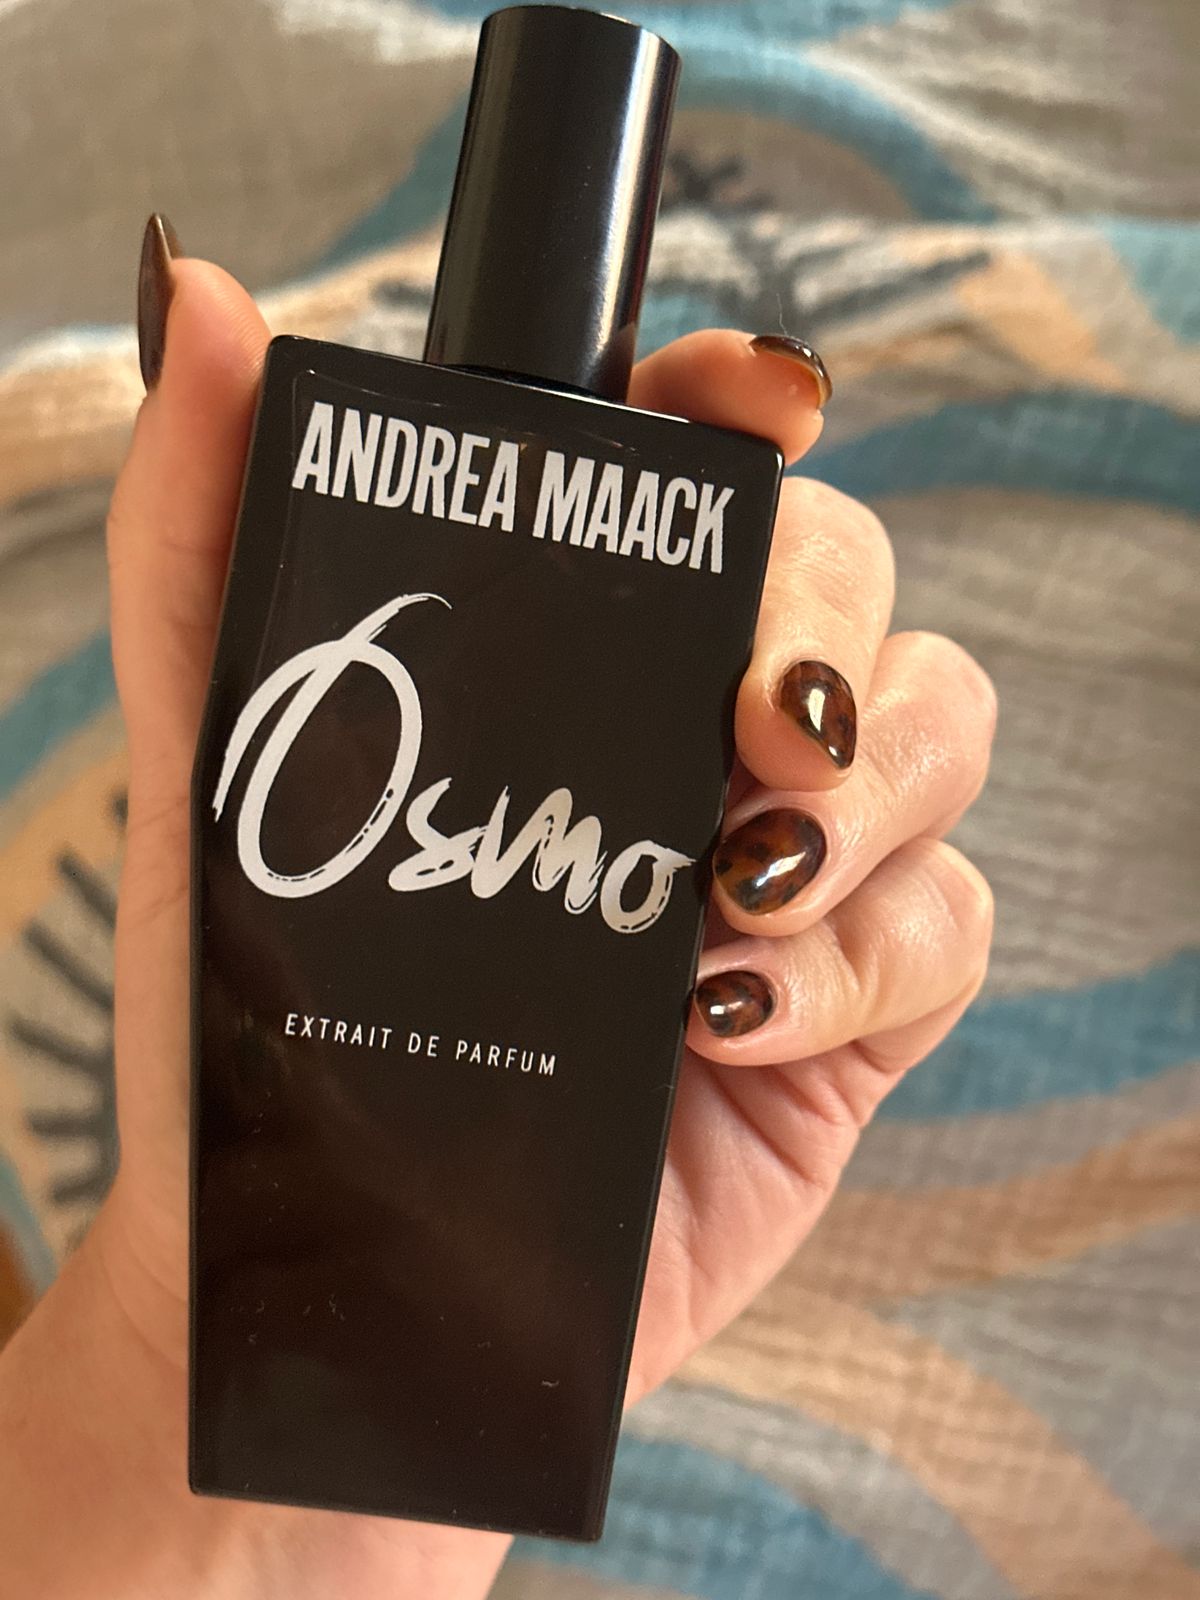 ANDREA MAACK
Osmo
EXTRAIT DE PARFUM